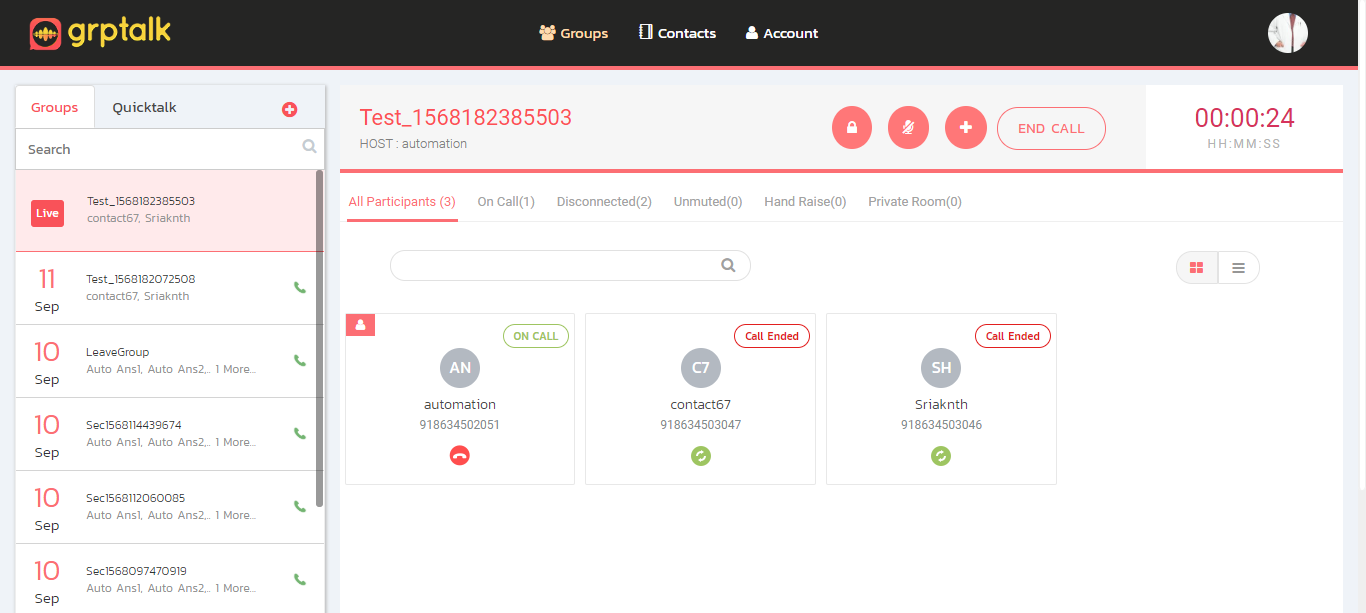 grptalk
Groups
Contacts
Account
Groups
Quicktalk
Search
Live
Test_1568182385503
contact67, Sriaknth
11
Sep
Test_1568182072508
contact67, Sriaknth
10
Sep
LeaveGroup
Auto Ans1, Auto Ans2,.. 1 More...
10
Sep
Sec1568114439674
Auto Ans1, Auto Ans2,.. 1 More...
10
Sep
Sec1568112060085
Auto Ans1, Auto Ans2,.. 1 More...
10
Sep
Sec1568097470919
Auto Ans1, Auto Ans2,.. 1 More...
Test_1568182385503
HOST : automation
END CALL
00:00:24
HH:MM:SS
All Participants (3)
On Call(1)
Disconnected(2)
Unmuted(0)
Hand Raise(0)
Private Room(0)
ON CALL
AN
automation
918634502051
Call Ended
C7
contact67
918634503047
Call Ended
SH
Sriaknth
918634503046